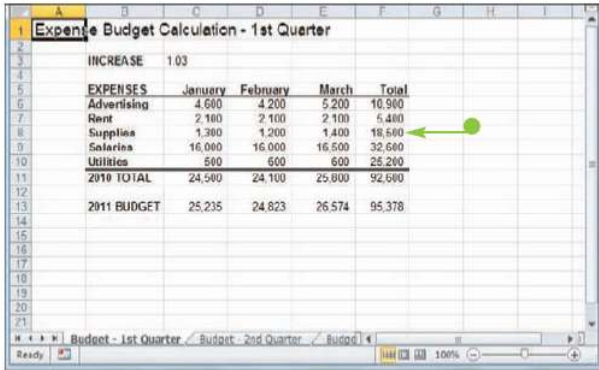 A B C D E F G H I
1 Expense Budget Calculation - 1st Quarter
2
3 INCREASE 1.03
4
5 EXPENSES January February March Total
6 Advertising 4,600 4,200 5,200 10,900
7 Rent 2,100 2,100 2,100 5,400
8 Supplies 1,300 1,200 1,400 18,600
9 Salaries 16,000 16,000 16,500 32,600
10 Utilities 500 600 600 25,200
11 2010 TOTAL 24,500 24,100 25,800 92,600
12
13 2011 BUDGET 25,235 24,823 26,574 95,378
14
15
16
17
18
19
20
21
Budget - 1st Quarter Budget - 2nd Quarter Budget
Ready 100%